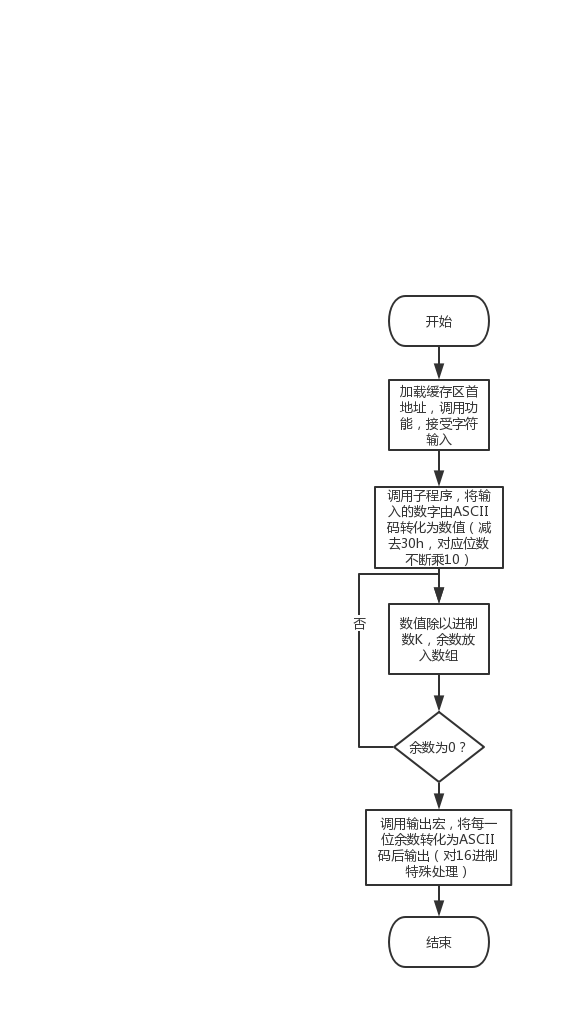 开始
加载缓存区首
地址，调用功
能，接受字符
输入
调用子程序，将输
入的数字由ASCII
码转化为数值（减
去30h，对应位数
不断乘10）
否
数值除以进制
数K，余数放
入数组
余数为0？
调用输出宏，将每一
位余数转化为ASCII
码后输出（对16进制
特殊处理）
结束